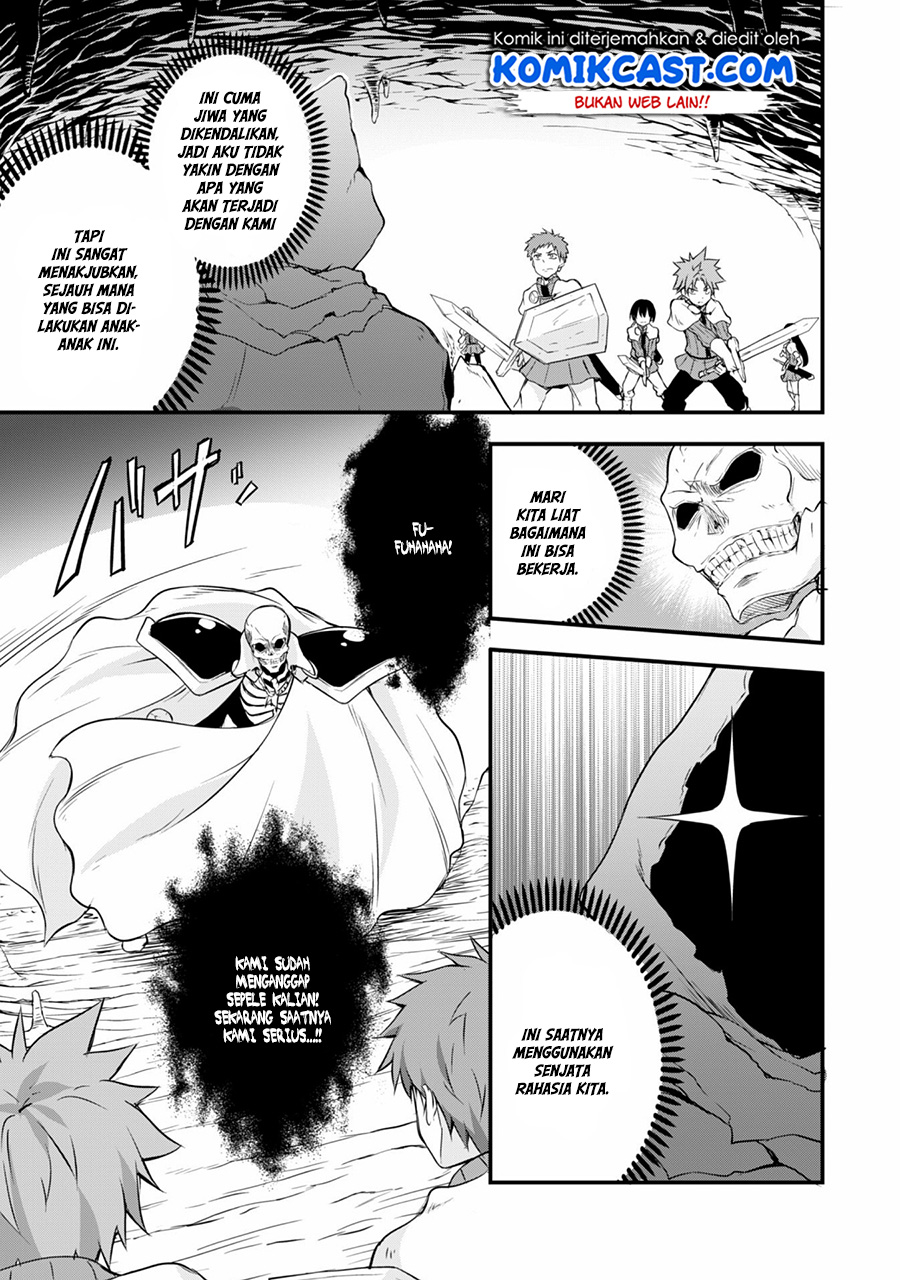 Komik ini diterjemahkan & diedit oleh
KOMIKCAST.COM
BUKAN WEB LAIN!!
INI CUMA
JIWA YANG
DIKENDALIKAN,
JADI AKU TIDAK
YAKIN DENGAN
APA YANG
AKAN TERJADI
DENGAN KAMI
TAPI
INI SANGAT
MENAKJUBKAN,
SEJAUH MANA
YANG BISA DI-
LAKUKAN ANAK-
ANAK INI.
MARI
KITA LIAT
BAGAIMANA
INI BISA
BEKERJA.
INI SAATNYA
MENGGUNAKAN
SENJATA
RAHASIA KITA.
バサッ
FU-
FUHAHAHA!
KAMI SUDAH
MENGANGGAP
SEPELE KALIAN!
SEKARANG SAATNYA
KAMI SERIUS...!!